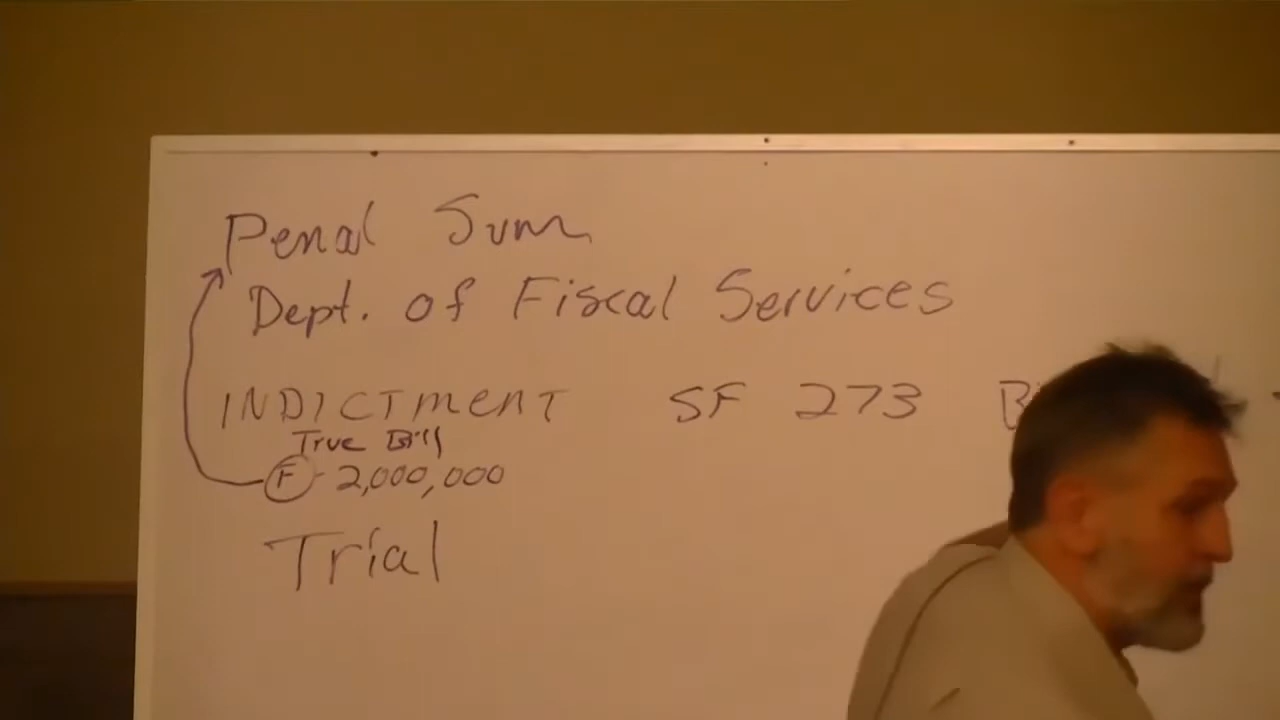 Penal Sum
Dept. of Fiscal Services
INDICTMENT SF 273
True Bill
F - 2,000,000
Trial